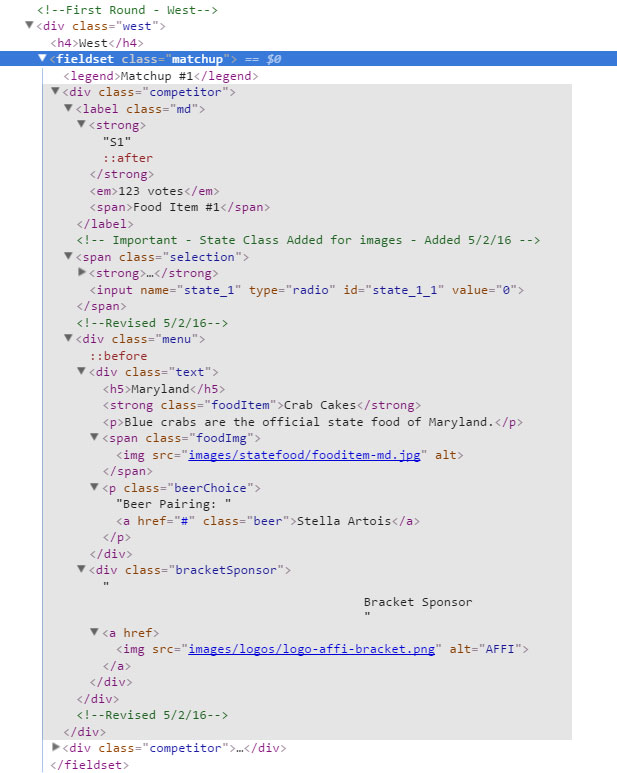 <!--First Round - West-->
<div class="west">
<h4>West</h4>
<fieldset class="matchup"> == $0
<legend>Matchup #1</legend>
<div class="competitor">
<label class="md">
<strong>
"S1"
::after
</strong>
<em>123 votes</em>
<span>Food Item #1</span>
</label>
<!-- Important - State Class Added for images - Added 5/2/16 -->
<span class="selection">
<strong>…</strong>
<input name="state_1" type="radio" id="state_1_1" value="0">
</span>
<!--Revised 5/2/16-->
<div class="menu">
::before
<div class="text">
<h5>Maryland</h5>
<strong class="foodItem">Crab Cakes</strong>
<p>Blue crabs are the official state food of Maryland.</p>
<span class="foodImg">
<img src="images/statefood/fooditem-md.jpg" alt>
</span>
<p class="beerChoice">
"Beer Pairing: "
<a href="#" class="beer">Stella Artois</a>
</p>
</div>
<div class="bracketSponsor">
"
Bracket Sponsor
"
<a href>
<img src="images/logos/logo-affi-bracket.png" alt="AFFI">
</a>
</div>
</div>
<!--Revised 5/2/16-->
</div>
<div class="competitor">…</div>
</fieldset>